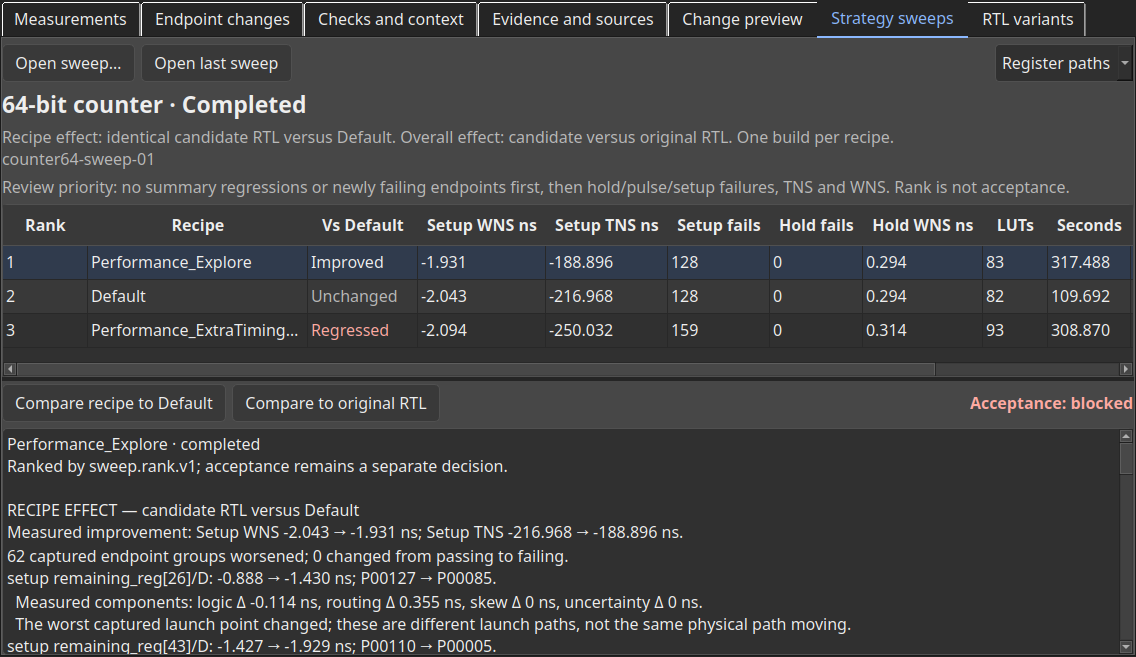 Measurements Endpoint changes Checks and context Evidence and sources Change preview Strategy sweeps RTL variants
Open sweep... Open last sweep Register paths
64-bit counter · Completed
Recipe effect: identical candidate RTL versus Default. Overall effect: candidate versus original RTL. One build per recipe.
counter64-sweep-01
Review priority: no summary regressions or newly failing endpoints first, then hold/pulse/setup failures, TNS and WNS. Rank is not acceptance.
Rank Recipe Vs Default Setup WNS ns Setup TNS ns Setup fails Hold fails Hold WNS ns LUTs Seconds
1 Performance_Explore Improved -1.931 -188.896 128 0 0.294 83 317.488
2 Default Unchanged -2.043 -216.968 128 0 0.294 82 109.692
3 Performance_ExtraTiming... Regressed -2.094 -250.032 159 0 0.314 93 308.870
Compare recipe to Default Compare to original RTL Acceptance: blocked
Performance_Explore · completed
Ranked by sweep.rank.v1; acceptance remains a separate decision.
RECIPE EFFECT — candidate RTL versus Default
Measured improvement: Setup WNS -2.043 → -1.931 ns; Setup TNS -216.968 → -188.896 ns.
62 captured endpoint groups worsened; 0 changed from passing to failing.
setup remaining_reg[26]/D: -0.888 → -1.430 ns; P00127 → P00085.
Measured components: logic Δ -0.114 ns, routing Δ 0.355 ns, skew Δ 0 ns, uncertainty Δ 0 ns.
The worst captured launch point changed; these are different launch paths, not the same physical path moving.
setup remaining_reg[43]/D: -1.427 → -1.929 ns; P00110 → P00005.